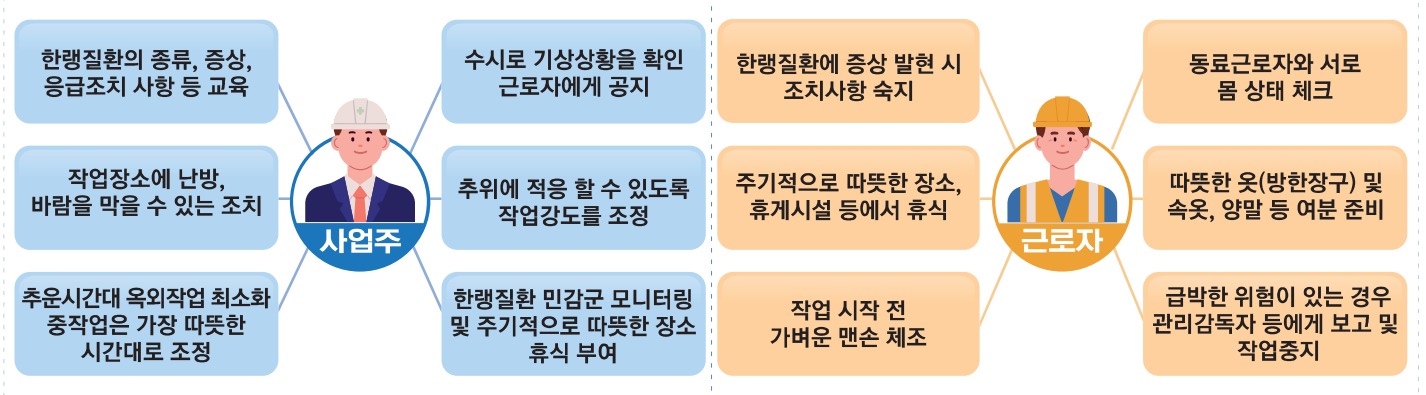 한랭질환의 종류, 증상,
응급조치 사항 등 교육
수시로 기상상황을 확인
근로자에게 공지
작업장소에 난방,
바람을 막을 수 있는 조치
추위에 적응 할 수 있도록
작업강도를 조정
추운시간대 옥외작업 최소화
중작업은 가장 따뜻한
시간대로 조정
한랭질환 민감군 모니터링
및 주기적으로 따뜻한 장소
휴식 부여
사업주
한랭질환에 증상 발현 시
조치사항 숙지
동료근로자와 서로
몸 상태 체크
주기적으로 따뜻한 장소,
휴게시설 등에서 휴식
따뜻한 옷(방한장구) 및
속옷, 양말 등 여분 준비
작업 시작 전
가벼운 맨손 체조
급박한 위험이 있는 경우
관리감독자 등에게 보고 및
작업중지
근로자